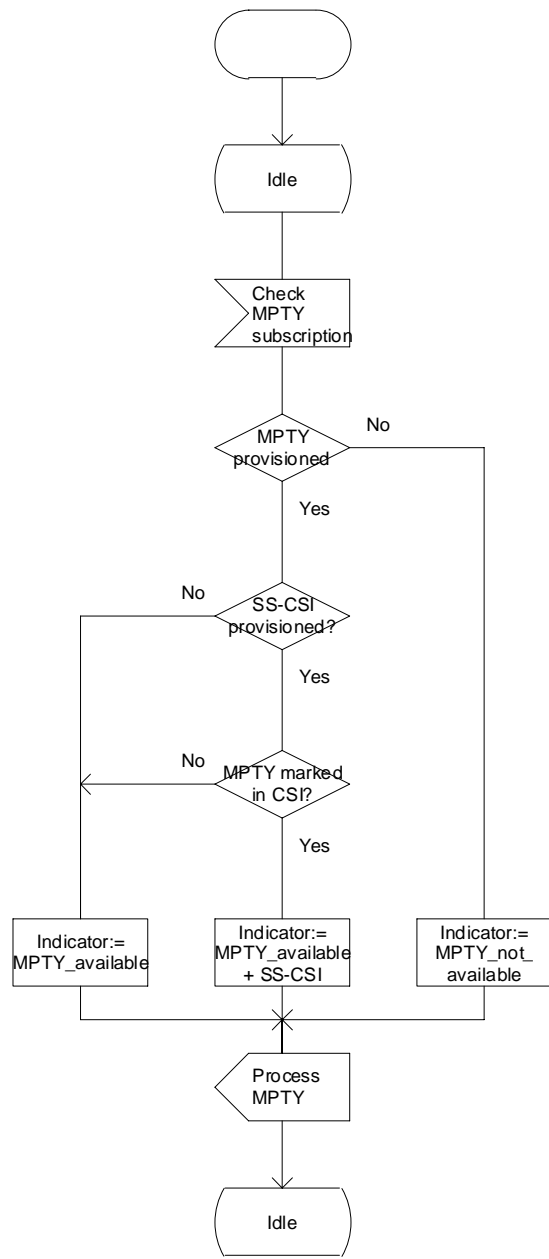 Idle
Check
MPTY
subscription
MPTY
provisioned
No
Yes
No
SS-CSI
provisioned?
Yes
No
MPTY marked
in CSI?
Yes
Indicator:=
MPTY_available
Indicator:=
MPTY_available
+ SS-CSI
Indicator:=
MPTY_not_
available
Process
MPTY
Idle